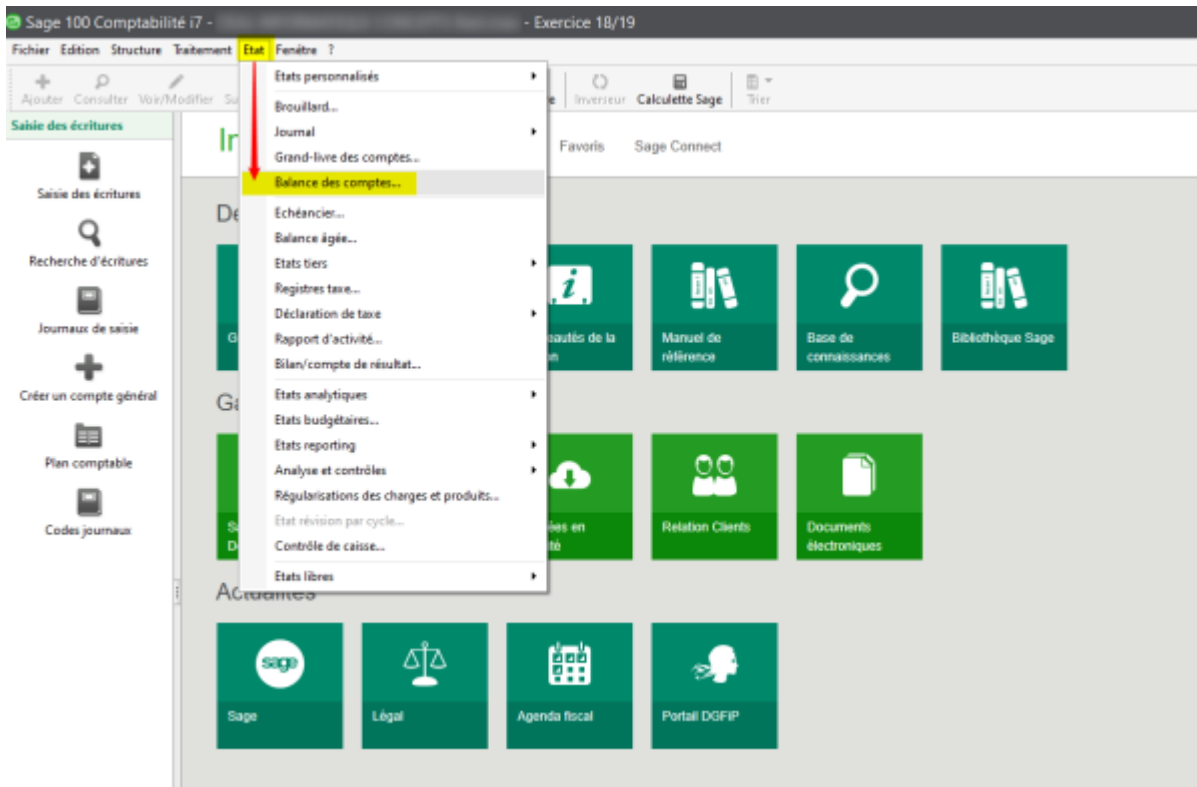 Sage 100 Comptabilité i7 - - Exercice 18/19
Fichier Edition Structure Traitement Etat Fenêtre ?
Ajouter Consulter Voir/Modifier Inverseur Calculette Sage Trier
Saisie des écritures
Favoris Sage Connect
Saisie des écritures
Recherche d'écritures
Journaux de saisie
Créer un compte général
Plan comptable
Codes journaux
Etats personnalisés
Brouillard...
Journal
Grand-livre des comptes...
Balance des comptes...
Echéancier...
Balance âgée...
Etats tiers
Registres taxe...
Déclaration de taxe
Rapport d'activité...
Bilan/compte de résultat...
Etats analytiques
Etats budgétaires...
Etats reporting
Analyse et contrôles
Régularisations des charges et produits...
Etat révision par cycle...
Contrôle de caisse...
Etats libres
Manuel de
référence
Base de
connaissances
Bibliothèque Sage
Relation Clients
Documents
électroniques
Actualités
sage
Sage
Légal
Agenda fiscal
Portail DGFiP